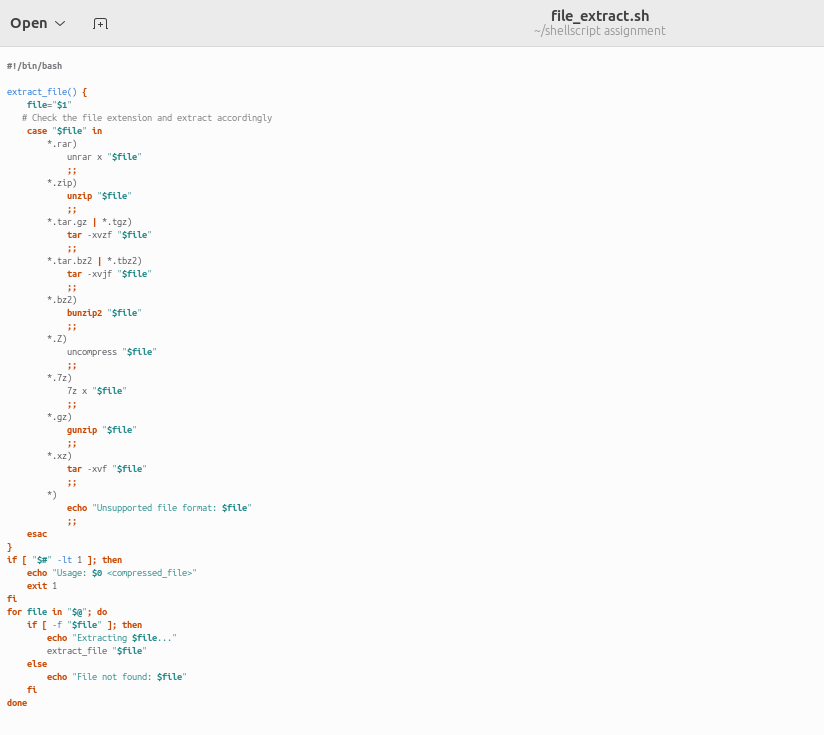 Open
file_extract.sh
~/shellscript assignment
#!/bin/bash

extract_file() {
    file="$1"
   # Check the file extension and extract accordingly
    case "$file" in
        *.rar)
            unrar x "$file"
            ;;
        *.zip)
            unzip "$file"
            ;;
        *.tar.gz | *.tgz)
            tar -xvzf "$file"
            ;;
        *.tar.bz2 | *.tbz2)
            tar -xvjf "$file"
            ;;
        *.bz2)
            bunzip2 "$file"
            ;;
        *.Z)
            uncompress "$file"
            ;;
        *.7z)
            7z x "$file"
            ;;
        *.gz)
            gunzip "$file"
            ;;
        *.xz)
            tar -xvf "$file"
            ;;
        *)
            echo "Unsupported file format: $file"
            ;;
    esac
}
if [ "$#" -lt 1 ]; then
    echo "Usage: $0 <compressed_file>"
    exit 1
fi
for file in "$@"; do
    if [ -f "$file" ]; then
        echo "Extracting $file..."
        extract_file "$file"
    else
        echo "File not found: $file"
    fi
done